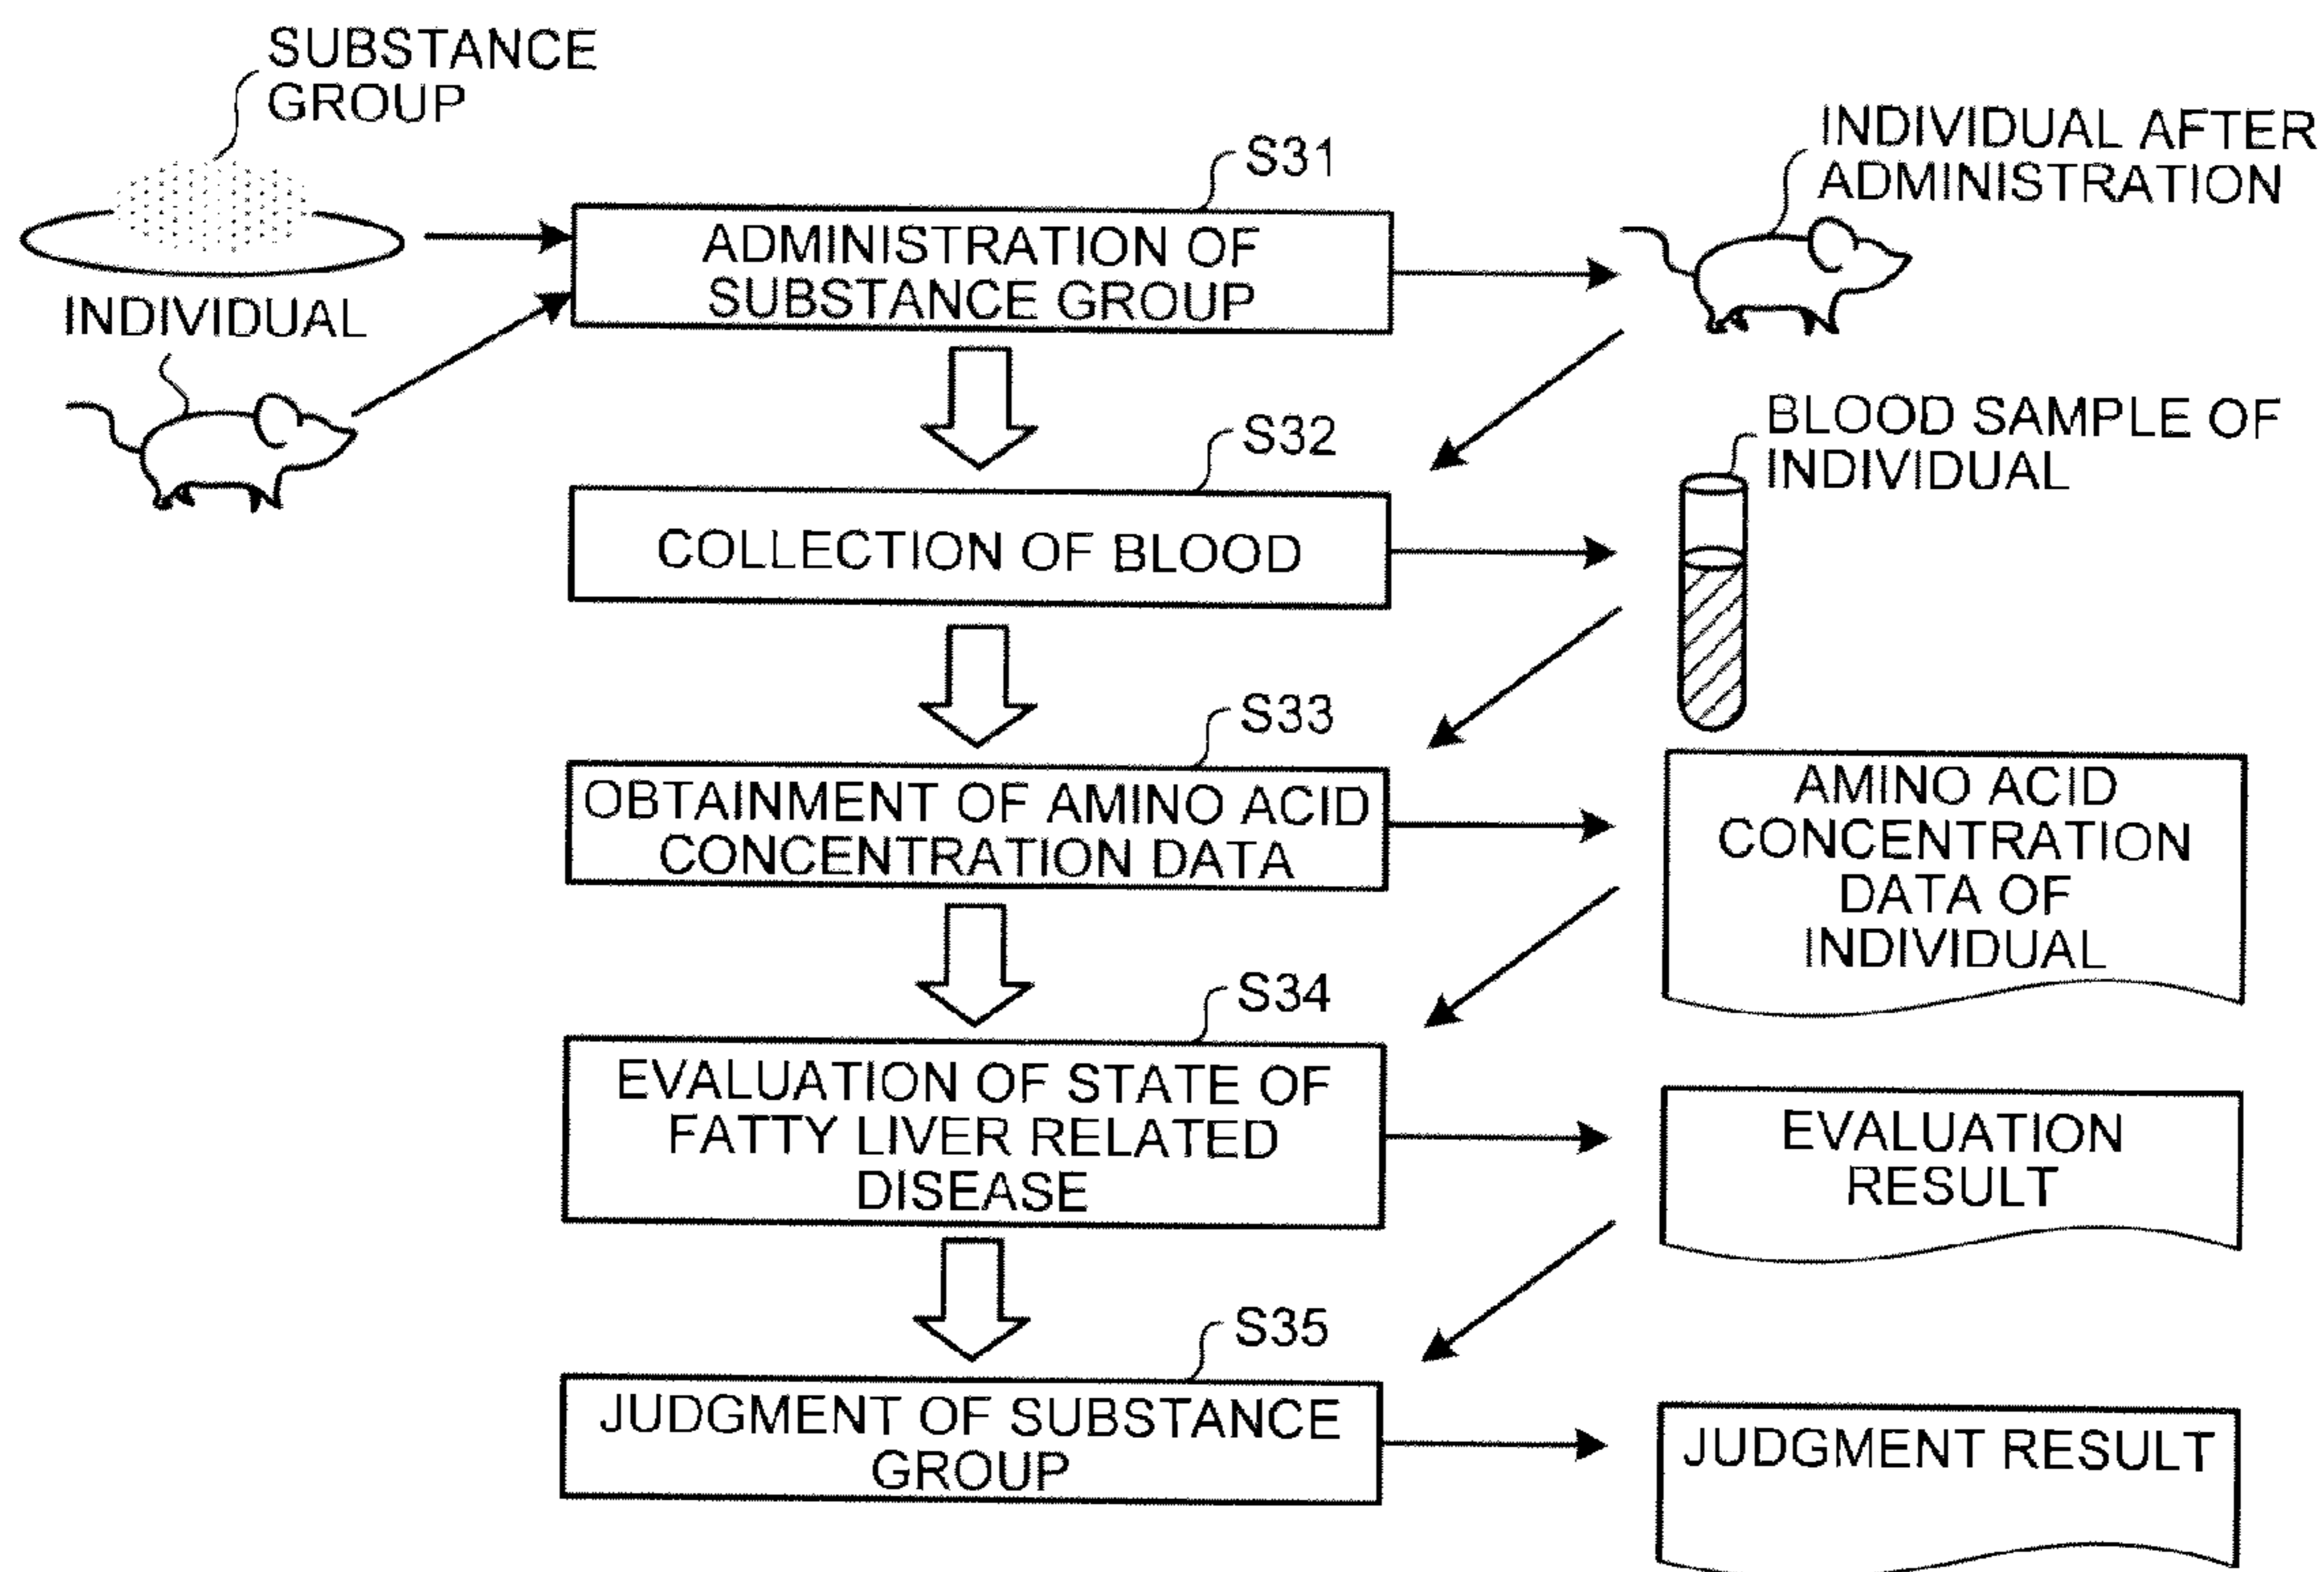 SUBSTANCE
GROUP
INDIVIDUAL
S31
ADMINISTRATION OF
SUBSTANCE GROUP
INDIVIDUAL AFTER
ADMINISTRATION
S32
COLLECTION OF BLOOD
BLOOD SAMPLE OF
INDIVIDUAL
S33
OBTAINMENT OF AMINO ACID
CONCENTRATION DATA
AMINO ACID
CONCENTRATION
DATA OF
INDIVIDUAL
S34
EVALUATION OF STATE OF
FATTY LIVER RELATED
DISEASE
EVALUATION
RESULT
S35
JUDGMENT OF SUBSTANCE
GROUP
JUDGMENT RESULT